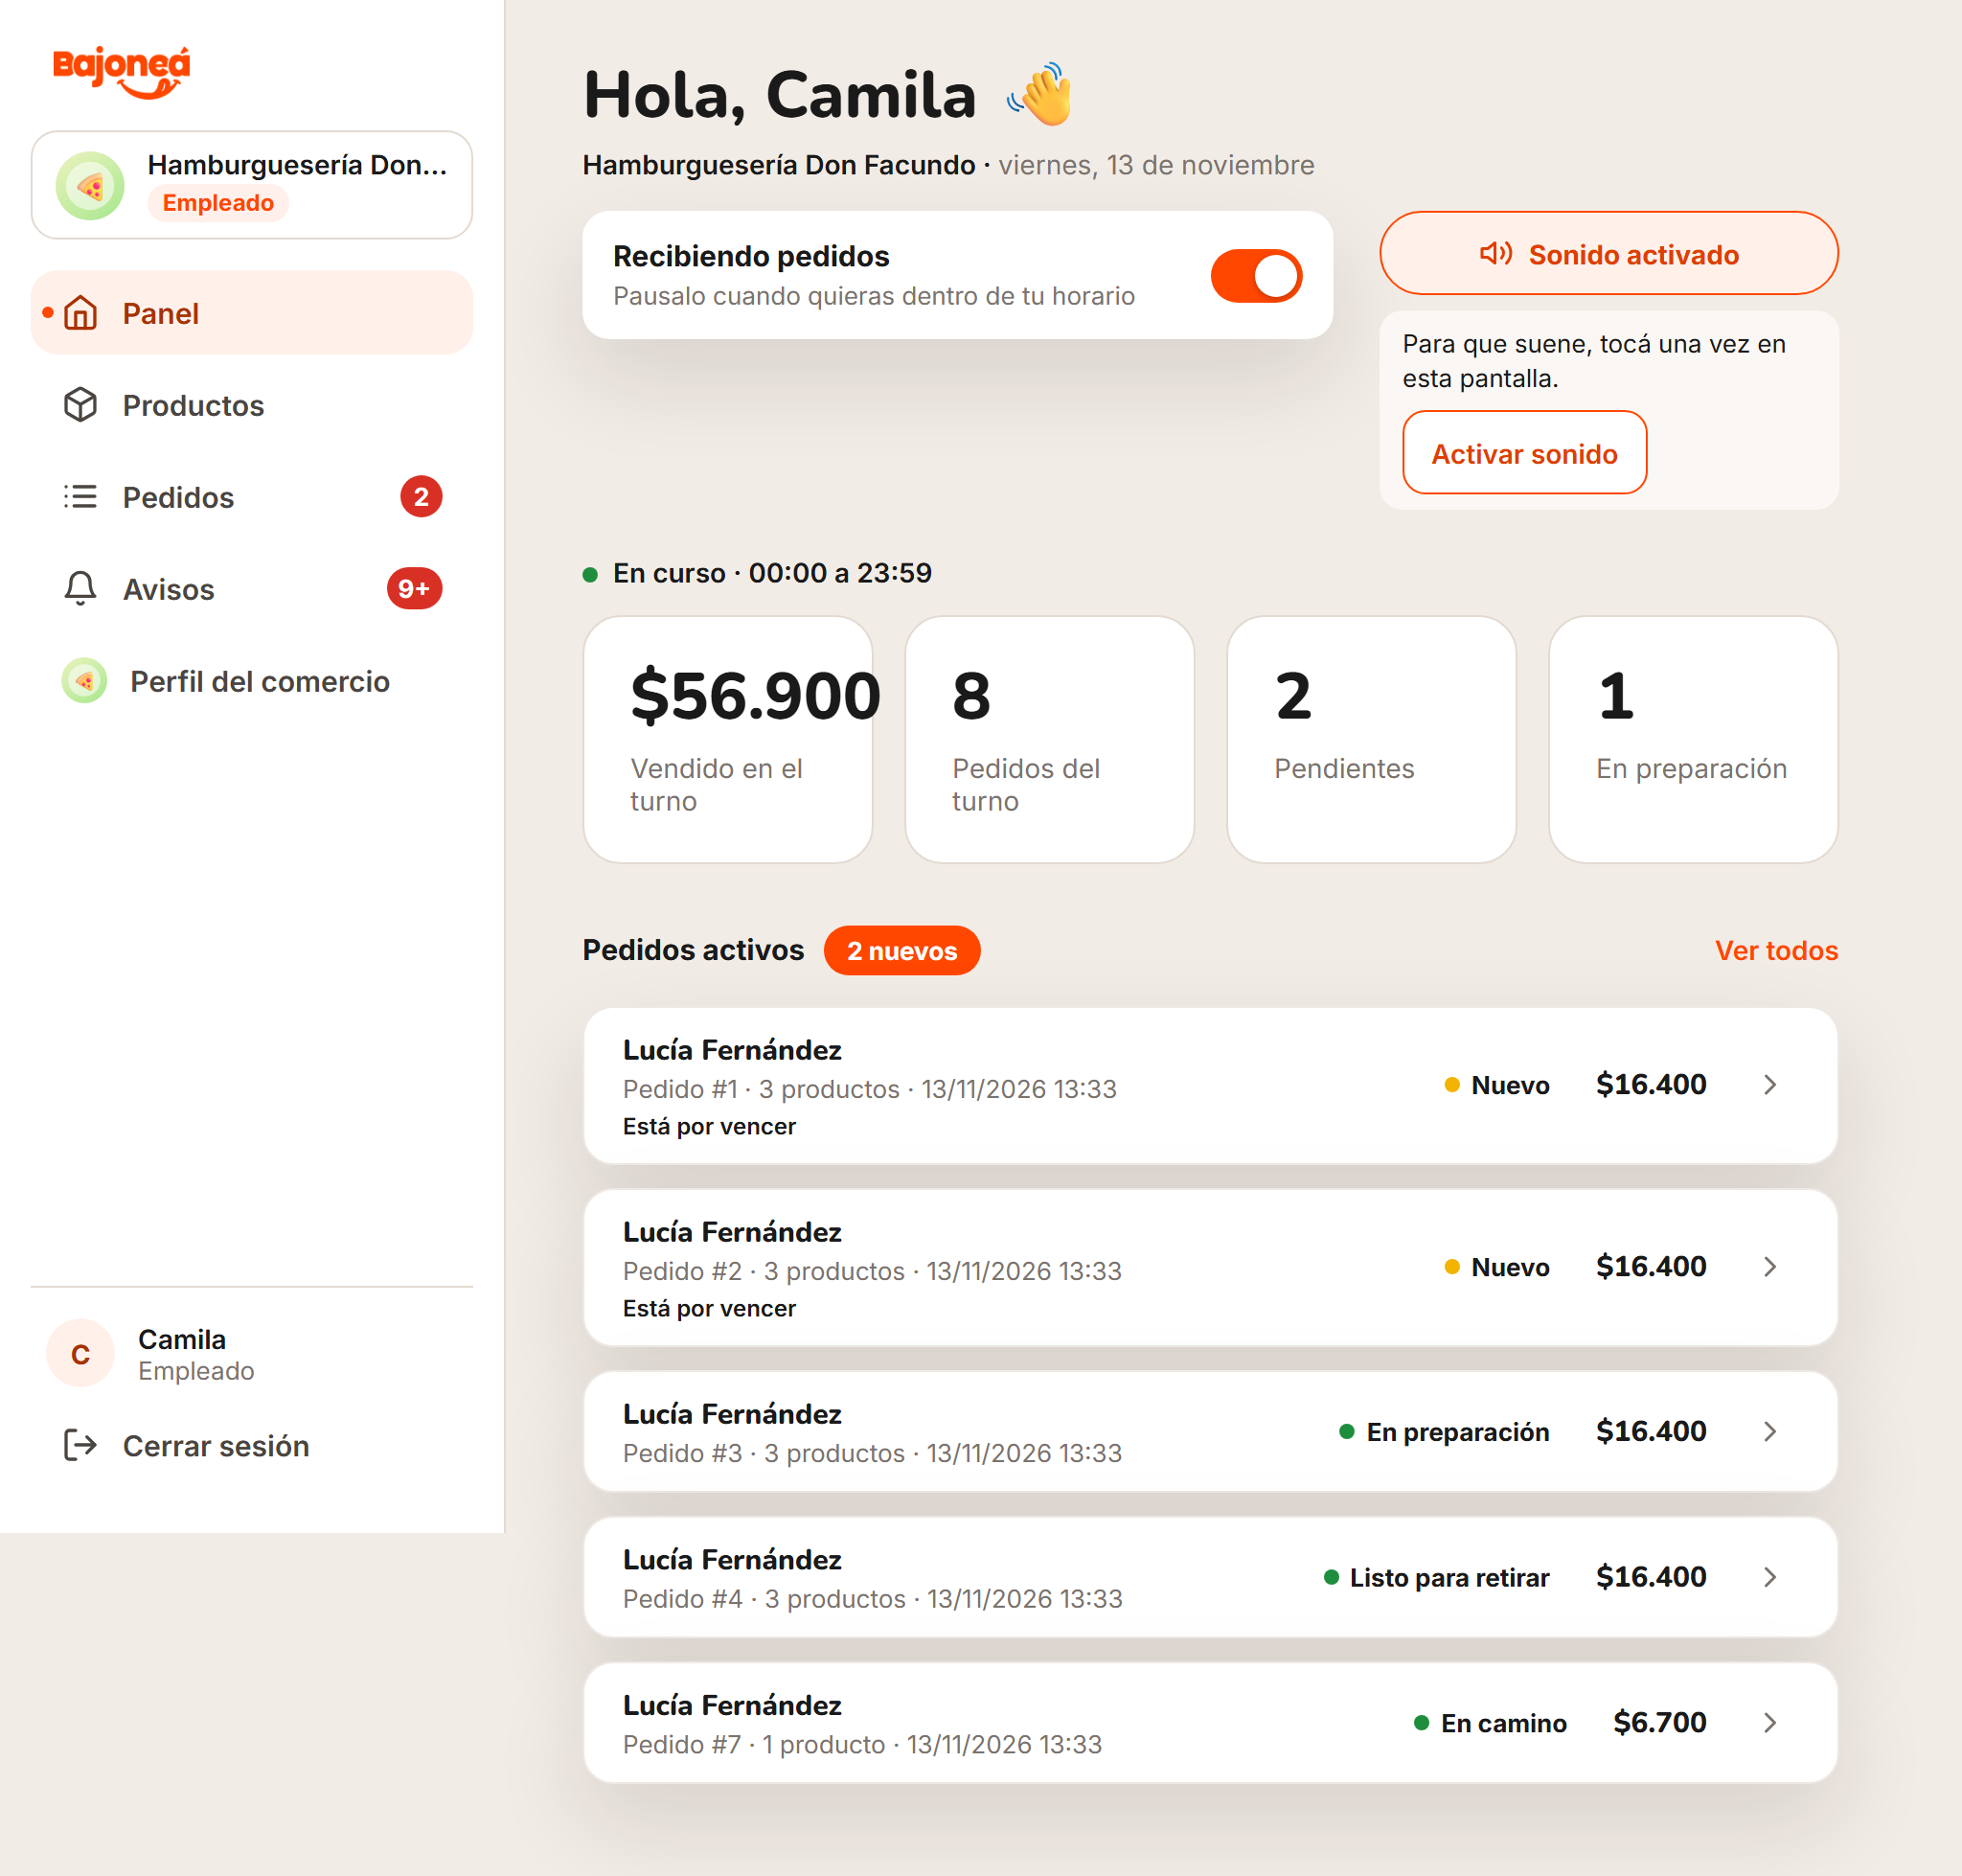 Bajoneá
Hamburguesería Don...
Empleado
Panel
Productos
Pedidos
2
Avisos
9+
Perfil del comercio
Camila
C
Empleado
Cerrar sesión
Hola, Camila 👋
Hamburguesería Don Facundo · viernes, 13 de noviembre
Recibiendo pedidos
Pausalo cuando quieras dentro de tu horario
Sonido activado
Para que suene, tocá una vez en
esta pantalla.
Activar sonido
En curso · 00:00 a 23:59
$56.900
Vendido en el
turno
8
Pedidos del
turno
2
Pendientes
1
En preparación
Pedidos activos
2 nuevos
Ver todos
Lucía Fernández
Pedido #1 · 3 productos · 13/11/2026 13:33
Está por vencer
Nuevo
$16.400
Lucía Fernández
Pedido #2 · 3 productos · 13/11/2026 13:33
Está por vencer
Nuevo
$16.400
Lucía Fernández
Pedido #3 · 3 productos · 13/11/2026 13:33
En preparación
$16.400
Lucía Fernández
Pedido #4 · 3 productos · 13/11/2026 13:33
Listo para retirar
$16.400
Lucía Fernández
Pedido #7 · 1 producto · 13/11/2026 13:33
En camino
$6.700